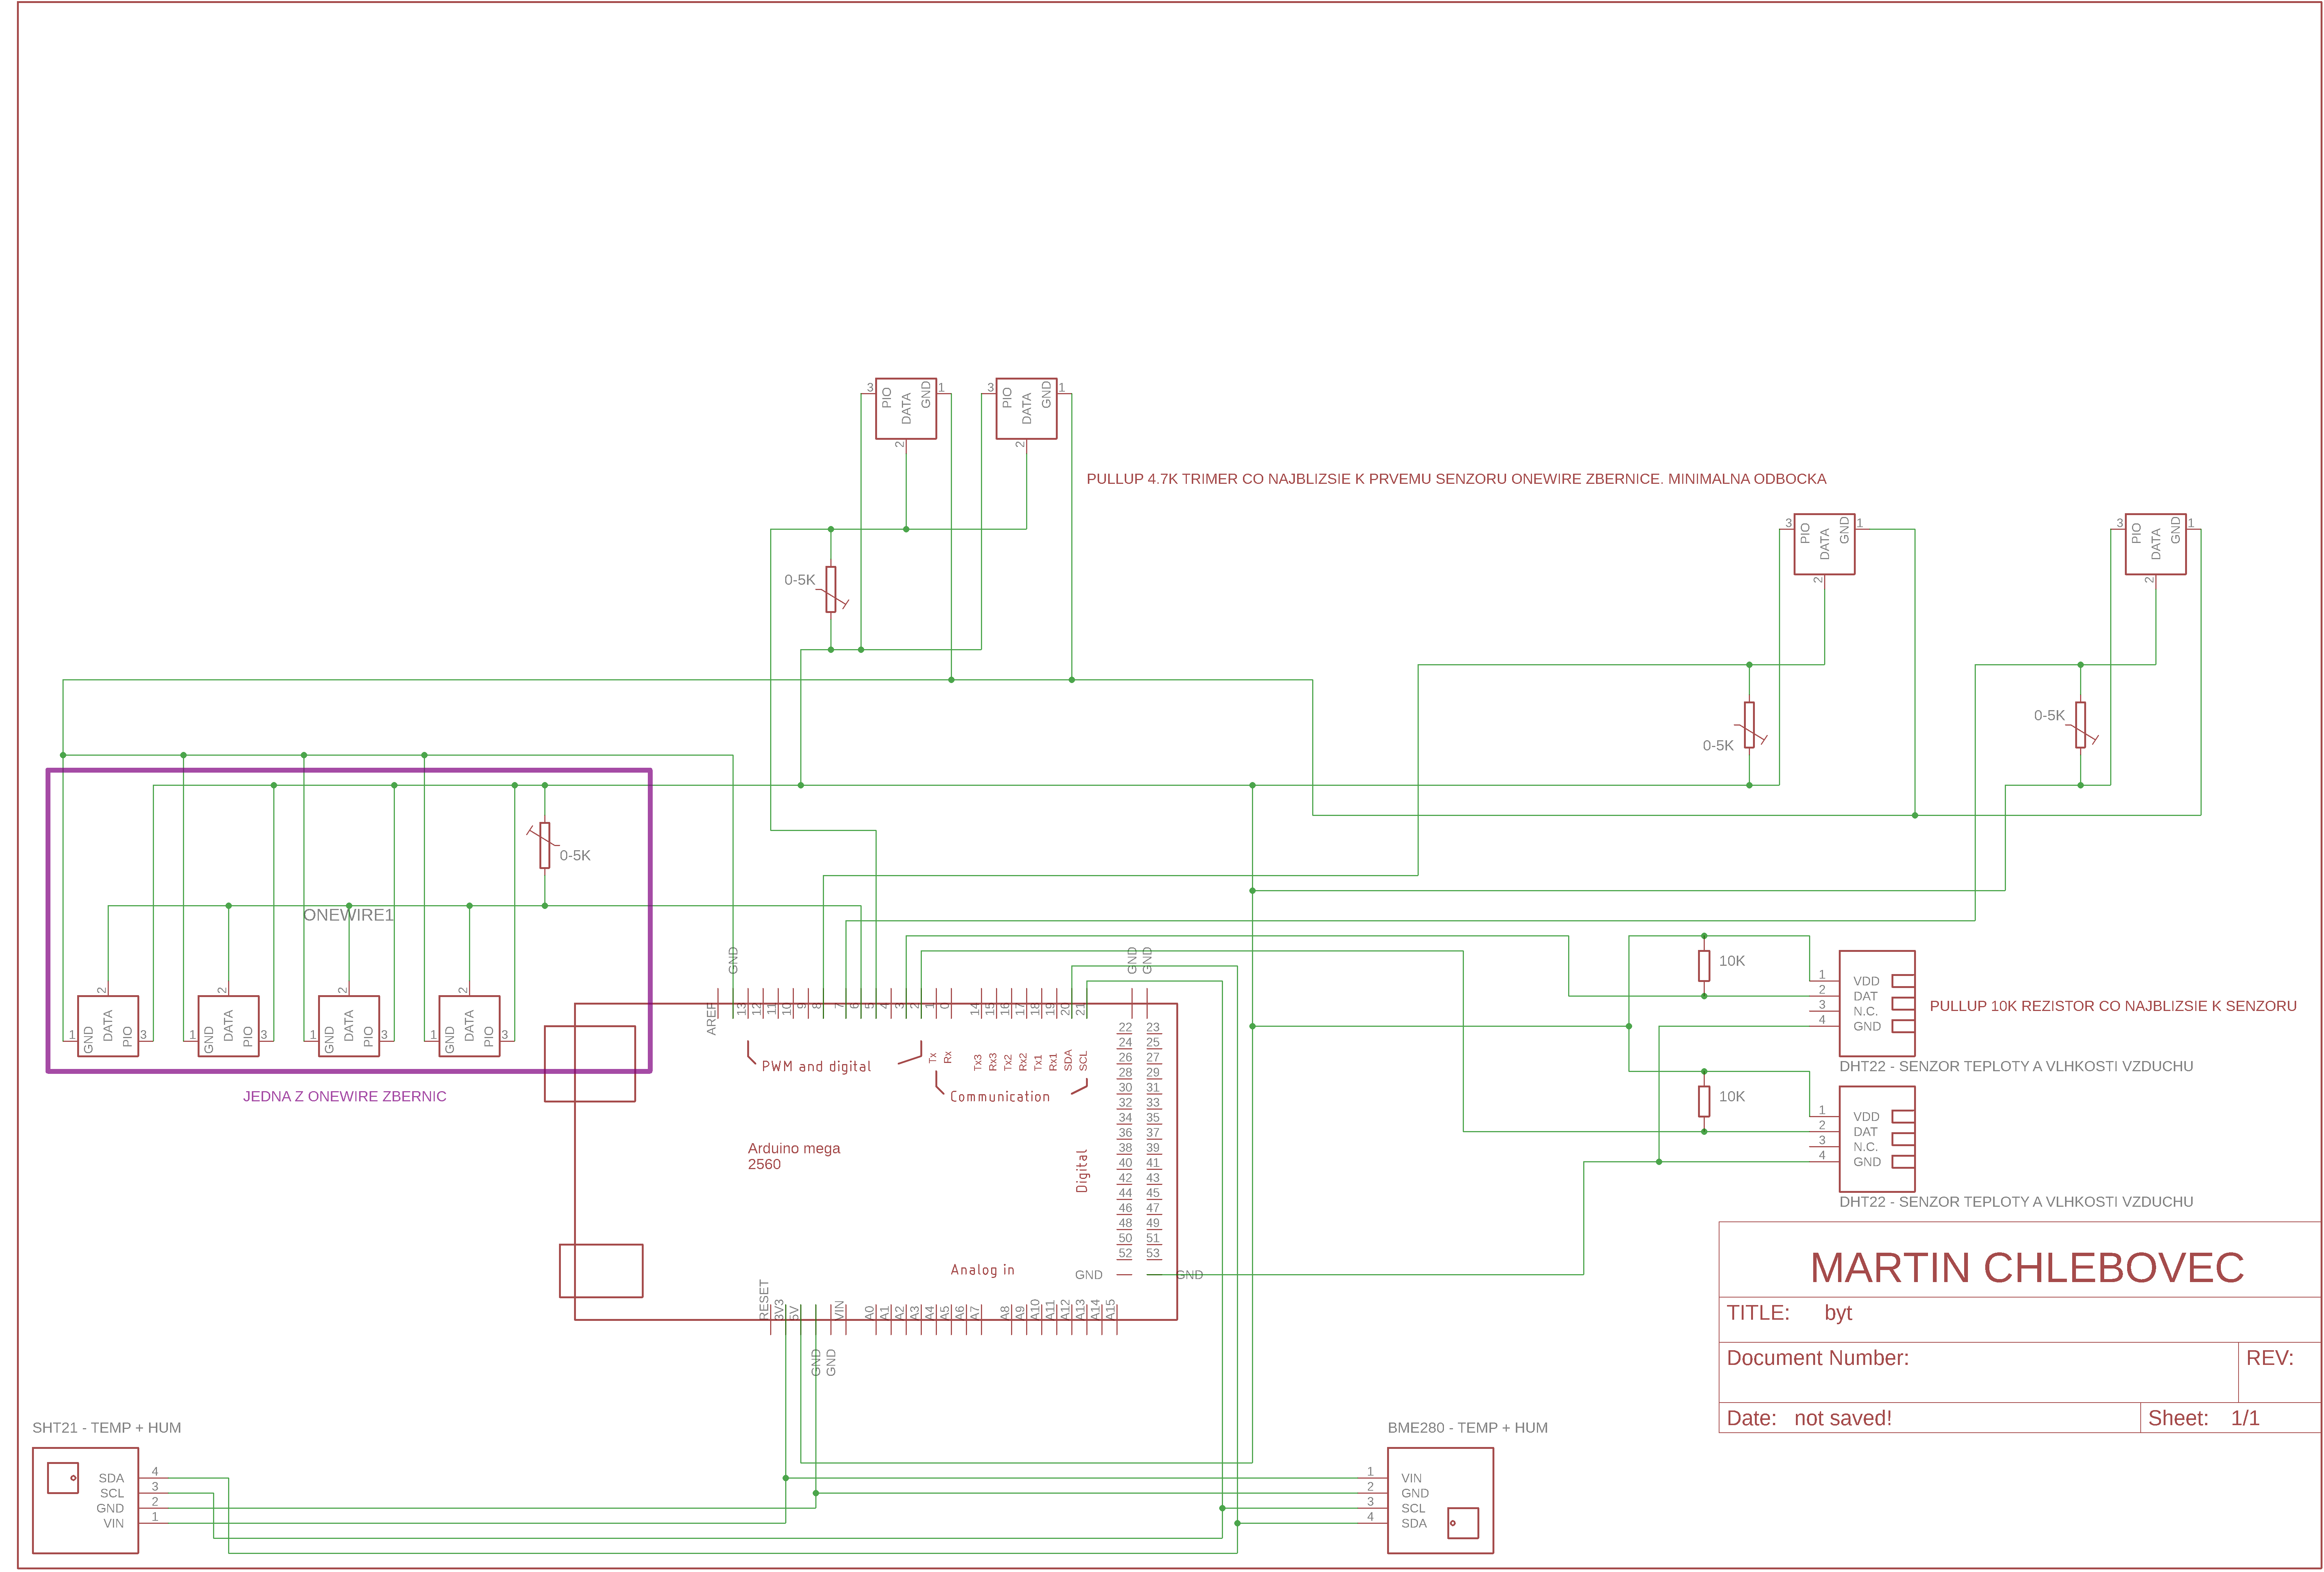 3
PIO
DATA
GND
1
2
3
PIO
DATA
GND
1
2
PULLUP 4.7K TRIMER CO NAJBLIZSIE K PRVEMU SENZORU ONEWIRE ZBERNICE. MINIMALNA ODBOCKA
3
PIO
DATA
GND
1
2
3
PIO
DATA
GND
1
2
0-5K
0-5K
0-5K
0-5K
ONEWIRE1
1
GND
DATA
PIO
3
2
1
GND
DATA
PIO
3
2
1
GND
DATA
PIO
3
2
1
GND
DATA
PIO
3
2
JEDNA Z ONEWIRE ZBERNIC
GND
GND
GND
AREF
13
12
11
10
9
8
7
6
5
4
3
2
1
0
14
15
16
17
18
19
20
21
Tx
Rx
Tx3
Rx3
Tx2
Rx2
Tx1
Rx1
SDA
SCL
PWM and digital
Communication
Arduino mega
2560
22 23
24 25
26 27
28 29
30 31
32 33
34 35
36 37
38 39
40 41
42 43
44 45
46 47
48 49
50 51
52 53
GND GND
Digital
Analog in
RESET
3V3
5V
GND
GND
VIN
A0
A1
A2
A3
A4
A5
A6
A7
A8
A9
A10
A11
A12
A13
A14
A15
10K
1 VDD
2 DAT
3 N.C.
4 GND
PULLUP 10K REZISTOR CO NAJBLIZSIE K SENZORU
DHT22 - SENZOR TEPLOTY A VLHKOSTI VZDUCHU
10K
1 VDD
2 DAT
3 N.C.
4 GND
DHT22 - SENZOR TEPLOTY A VLHKOSTI VZDUCHU
MARTIN CHLEBOVEC
TITLE: byt
Document Number:
REV:
Date: not saved!
Sheet: 1/1
SHT21 - TEMP + HUM
SDA 4
SCL 3
GND 2
VIN 1
BME280 - TEMP + HUM
1 VIN
2 GND
3 SCL
4 SDA